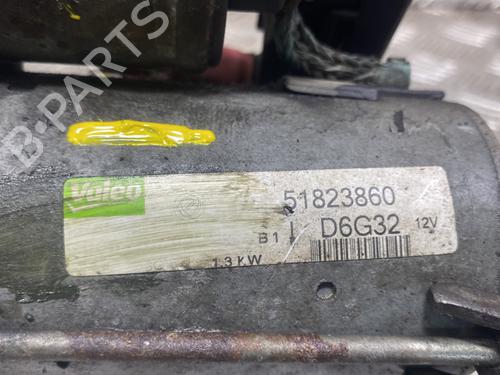 B-PARTS
Valeo
51823860
B1 D6G32 12V
1.3 KW